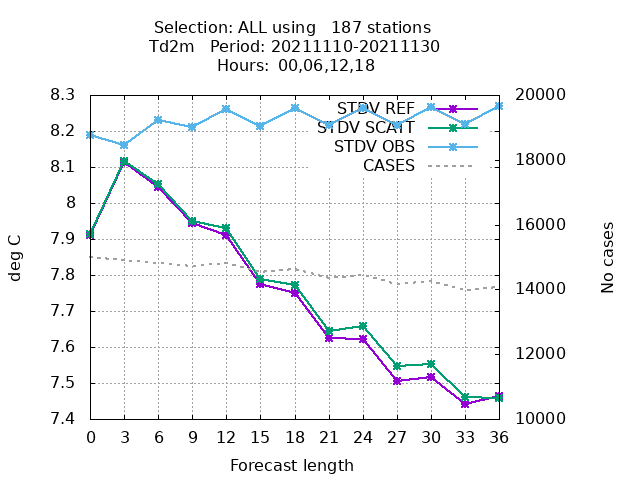 Selection: ALL using   187 stations
Td2m   Period: 20211110-20211130
Hours: 00,06,12,18
8.3
8.2
8.1
8
7.9
7.8
7.7
7.6
7.5
7.4
deg C
STDV REF
STDV SCATT
STDV OBS
CASES
20000
18000
16000
14000
12000
10000
No cases
0 3 6 9 12 15 18 21 24 27 30 33 36
Forecast length